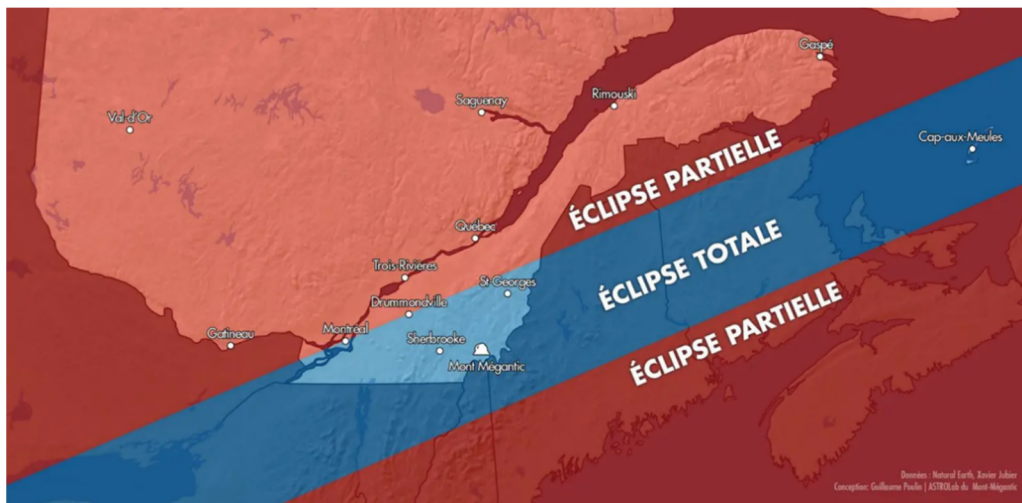 Gaspé
Rimouski
Saguenay
Val-d'Or
Cap-aux-Meules
ÉCLIPSE PARTIELLE
Québec
ÉCLIPSE TOTALE
Trois-Rivières
St-Georges
Drummondville
ÉCLIPSE PARTIELLE
Montréal
Gatineau
Sherbrooke
Mont Mégantic
Données : Natural Earth, Xavier Jubier
Conception: Guillaume Poulin | ASTROLab du Mont-Mégantic